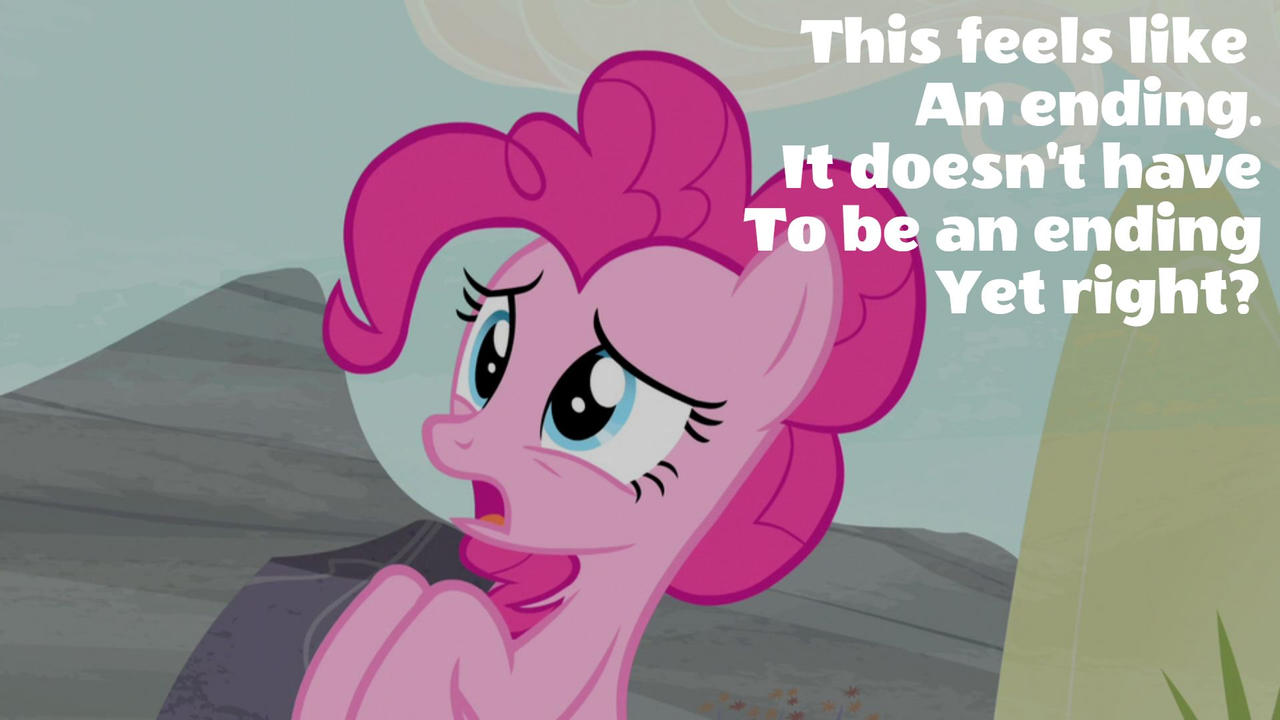 This feels like
An ending.
It doesn't have
To be an ending
Yet right?